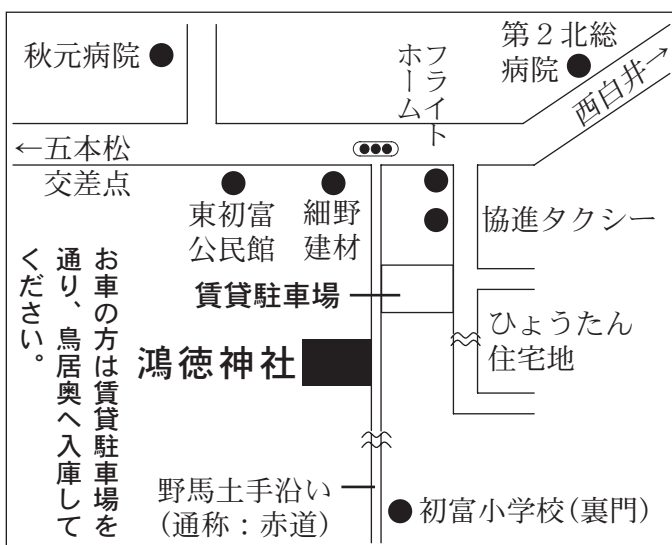 秋元病院
フライト
ホーム
第2北総
病院
西白井→
←五本松
交差点
東初富
公民館
細野
建材
協進タクシー
賃貸駐車場
ひょうたん
住宅地
鴻徳神社
お車の方は賃貸駐車場を
通り、鳥居奥へ入庫して
ください。
野馬土手沿い
(通称：赤道)
初富小学校(裏門)